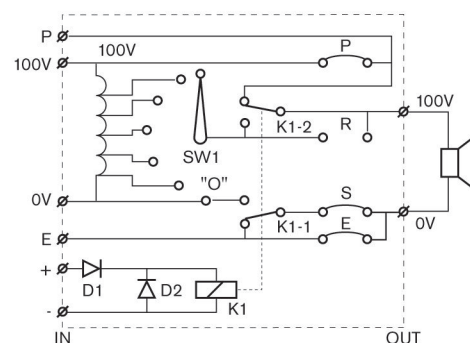 P
100V
100V
P
100V
K1-2
R
SW1
"O"
0V
S
E
K1-1
E
0V
+
D1
D2
K1
-
IN
OUT